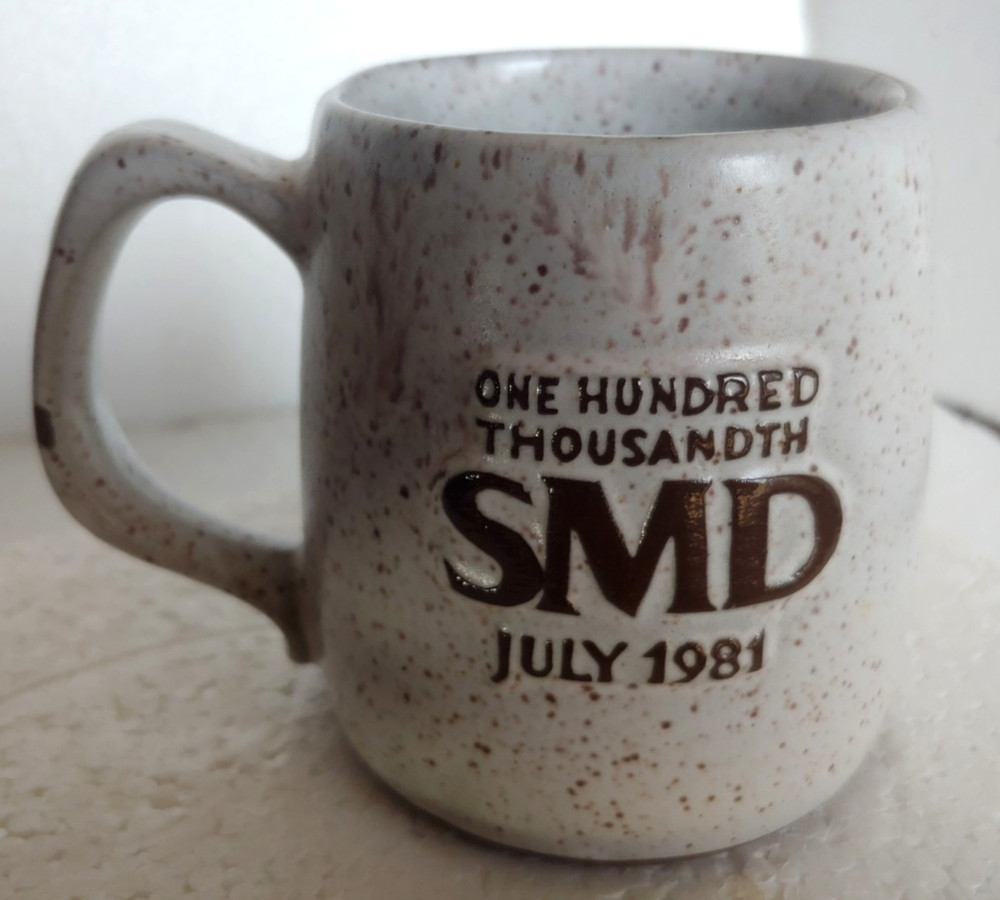 ONE HUNDRED
THOUSANDTH
SMD
JULY 1981